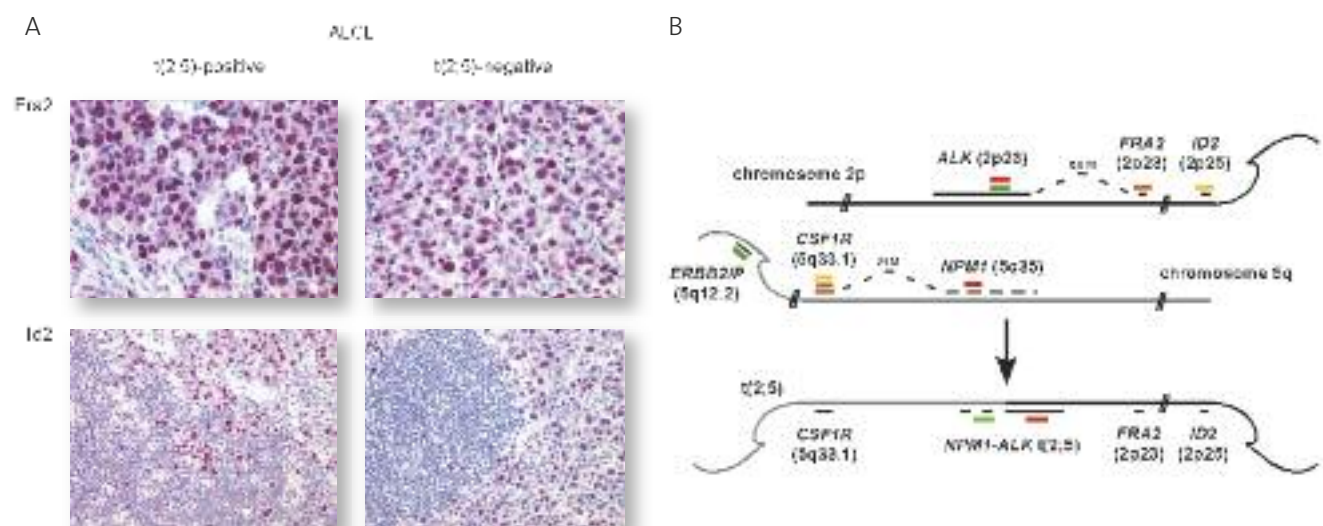 A
B
ALCL
t(2;5)-positive
t(2;5)-negative
Fra2
Id2
ALK (2p23)
FRA2
(2p23)
ID2
(2p25)
chromosome 2p
CSF1R
(5q33.1)
NPM1 (5q35)
chromosome 5q
ERBB2IP
(5q12.2)
t(2;5)
CSF1R
(5q33.1)
NPM1-ALK t(2;5)
FRA2
(2p23)
ID2
(2p25)